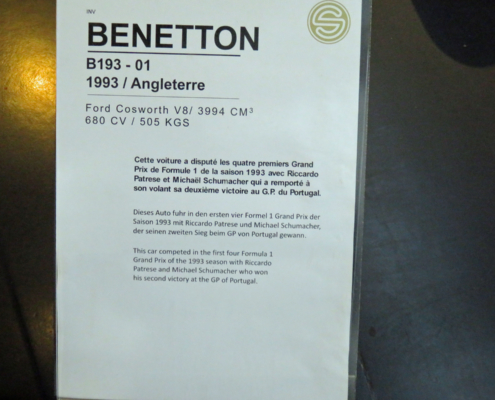 INV
BENETTON
B193 - 01
1993 / Angleterre
Ford Cosworth V8/ 3994 CM³
680 CV / 505 KGS
Cette voiture a disputé les quatre premiers Grand
Prix de Formule 1 de la saison 1993 avec Riccardo
Patrese et Michaël Schumacher qui a remporté à
son volant sa deuxième victoire au G.P. du Portugal.
Dieses Auto fuhr in den ersten vier Formel 1 Grand Prix der
Saison 1993 mit Riccardo Patrese und Michael Schumacher,
der seinen zweiten Sieg beim GP von Portugal gewann.
This car competed in the first four Formula 1
Grand Prix of the 1993 season with Riccardo
Patrese and Michael Schumacher who won
his second victory at the GP of Portugal.